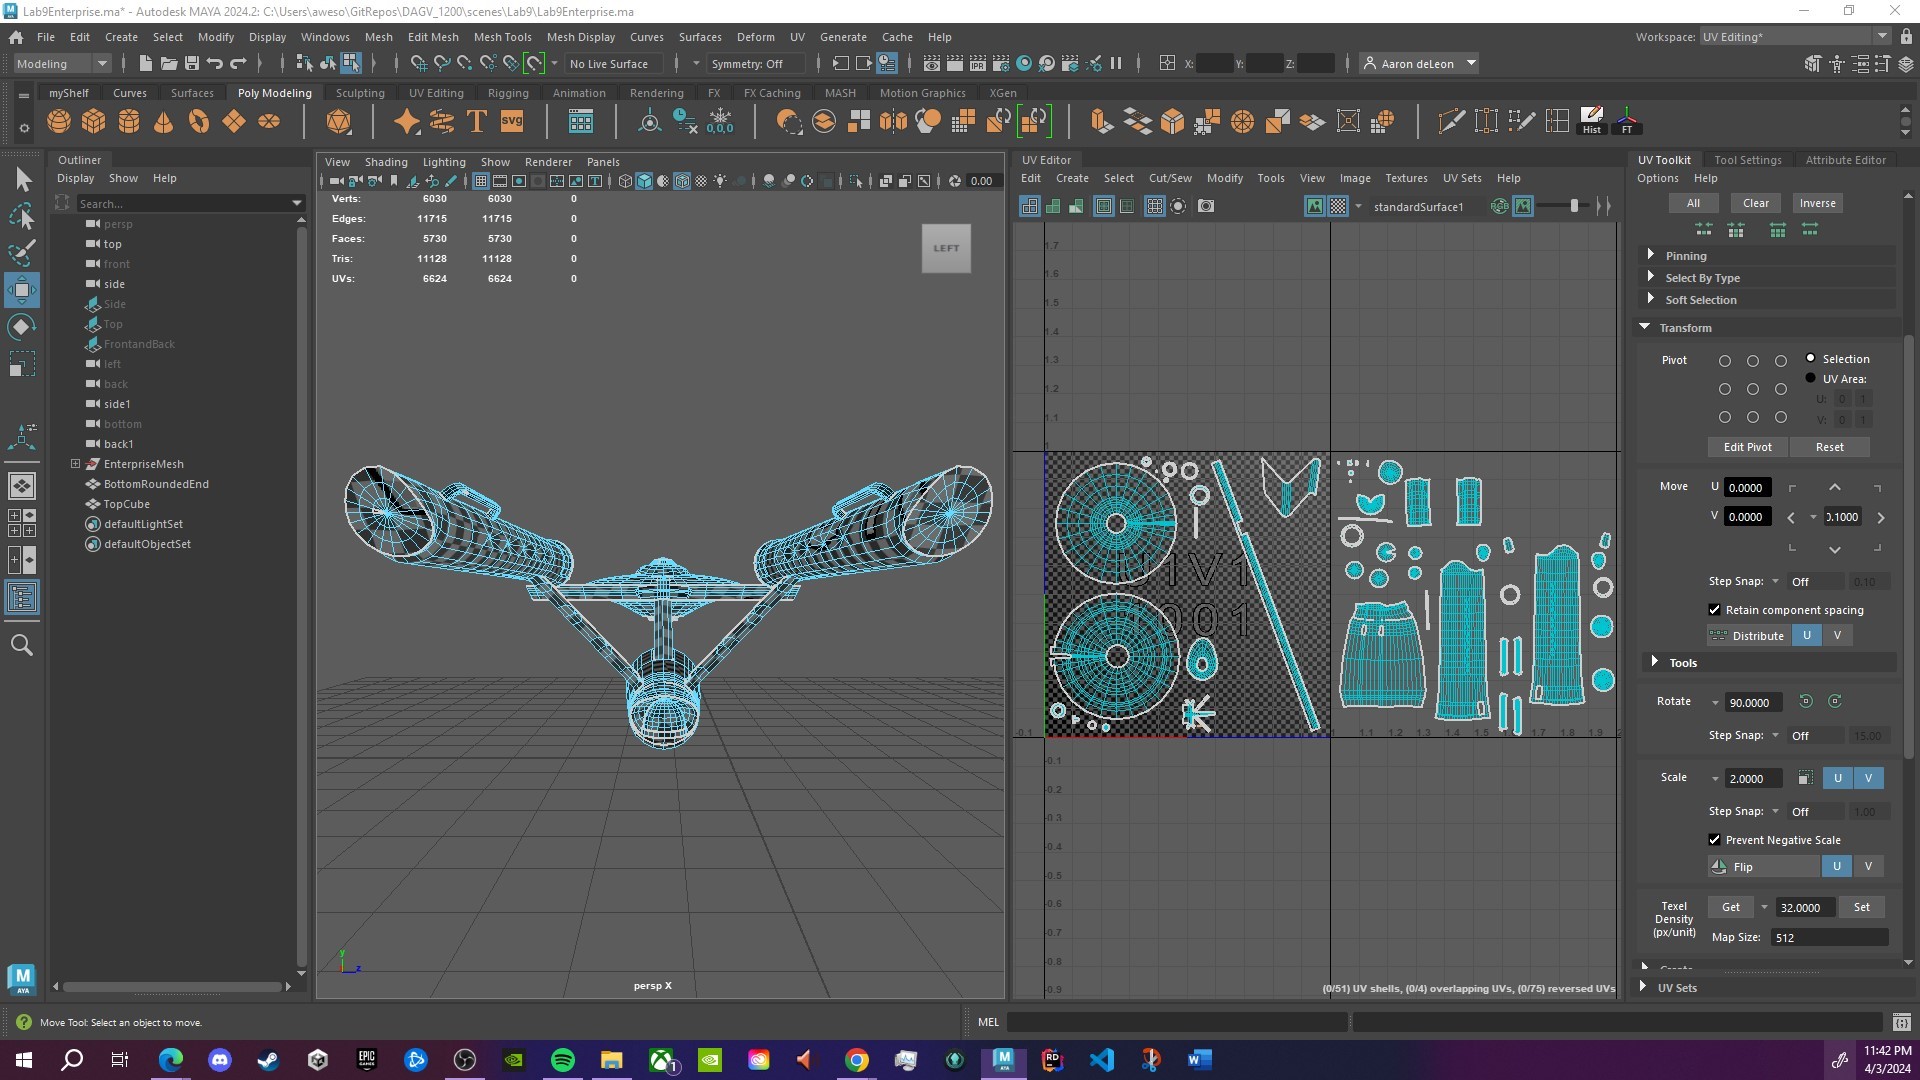 Lab9Enterprise.ma* - Autodesk MAYA 2024.2: C:\Users\aweso\GitRepos\DAGV_1200\scenes\Lab9\Lab9Enterprise.ma
File Edit Create Select Modify Display Windows Mesh Edit Mesh Mesh Tools Mesh Display Curves Surfaces Deform UV Generate Cache Help
Workspace: UV Editing*
Modeling
No Live Surface
Symmetry: Off
X: Y: Z:
Aaron deLeon
myShelf Curves Surfaces Poly Modeling Sculpting UV Editing Rigging Animation Rendering FX FX Caching MASH Motion Graphics XGen
T
svg
0,0,0
Hist
FT
Outliner
Display Show Help
Search...
persp
top
front
side
Side
Top
FrontandBack
left
back
side1
bottom
back1
EnterpriseMesh
BottomRoundedEnd
TopCube
defaultLightSet
defaultObjectSet
View Shading Lighting Show Renderer Panels
0.00
Verts: 6030 6030 0
Edges: 11715 11715 0
Faces: 5730 5730 0
Tris: 11128 11128 0
UVs: 6624 6624 0
LEFT
y
z
persp X
UV Editor
Edit Create Select Cut/Sew Modify Tools View Image Textures UV Sets Help
standardSurface1
1.7
1.6
1.5
1.4
1.3
1.2
1.1
1
U1V1
1001
-0.1
1.1 1.2 1.3 1.4 1.5 1.6 1.7 1.8 1.9 2
-0.1
-0.2
-0.3
-0.4
-0.5
-0.6
-0.7
-0.8
-0.9
(0/51) UV shells, (0/4) overlapping UVs, (0/75) reversed UVs
UV Toolkit Tool Settings Attribute Editor
Options Help
All Clear Inverse
Pinning
Select By Type
Soft Selection
Transform
Pivot
Selection
UV Area:
U: 0 1
V: 0 1
Edit Pivot Reset
Move U 0.0000
V 0.0000
0.1000
Step Snap: Off 0.10
Retain component spacing
Distribute U V
Tools
Rotate 90.0000
Step Snap: Off 15.00
Scale 2.0000 U V
Step Snap: Off 1.00
Prevent Negative Scale
Flip U V
Texel Density (px/unit)
Get 32.0000 Set
Map Size: 512
Create
UV Sets
M
AYA
Move Tool: Select an object to move.
MEL
EPIC
GAMES
1
M
AYA
RD
11:42 PM
4/3/2024